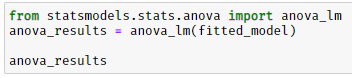 from statsmodels.stats.anova import anova_lm
anova_results = anova_lm(fitted_model)
anova_results